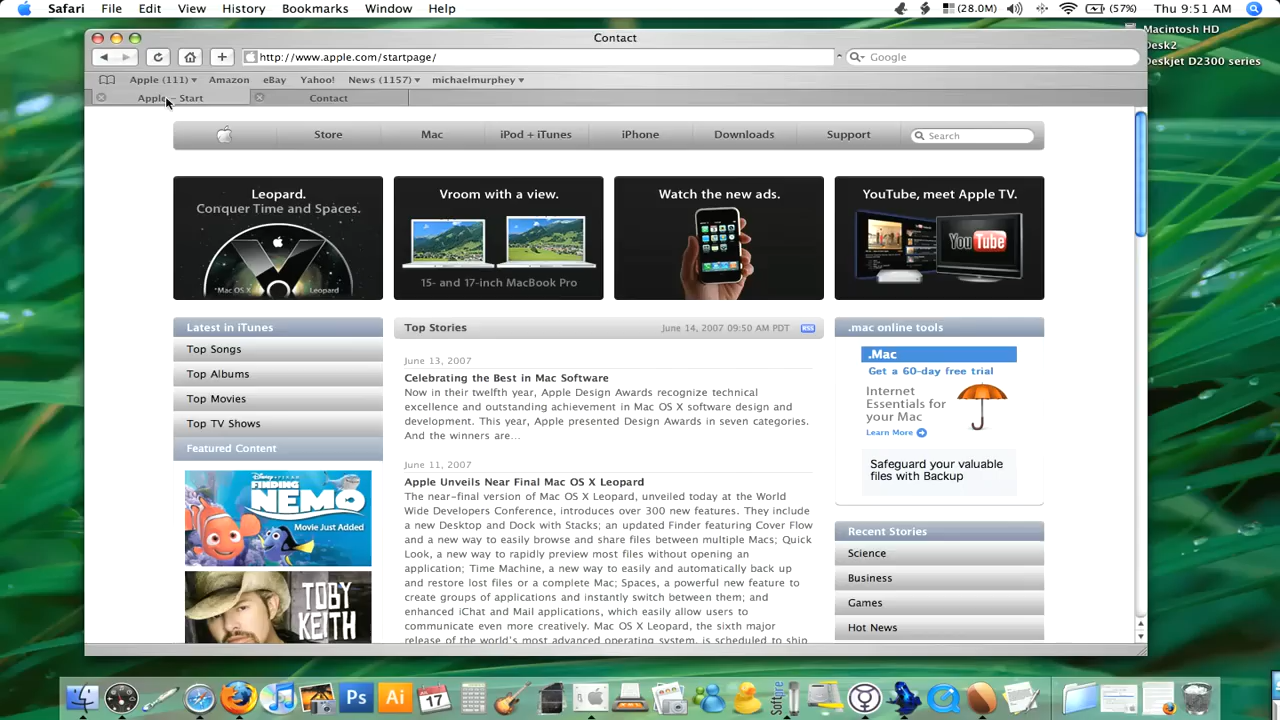 Safari File Edit View History Bookmarks Window Help (28.0M) (57%) Thu 9:51 AM
Macintosh HD
Desk2
Deskjet D2300 series
Contact
http://www.apple.com/startpage/ Google
Apple (111) Amazon eBay Yahoo! News (1157) michaelmurphey
Apple – Start Contact
Store Mac iPod + iTunes iPhone Downloads Support Search
Leopard.
Conquer Time and Spaces.
Mac OS X Leopard
Vroom with a view.
15- and 17-inch MacBook Pro
Watch the new ads.
YouTube, meet Apple TV.
YouTube
Latest in iTunes
Top Songs
Top Albums
Top Movies
Top TV Shows
Featured Content
Disney PIXAR
FINDING
NEMO
Movie Just Added
TOBY
KEITH
Top Stories June 14, 2007 09:50 AM PDT RSS
June 13, 2007
Celebrating the Best in Mac Software
Now in their twelfth year, Apple Design Awards recognize technical
excellence and outstanding achievement in Mac OS X software design and
development. This year, Apple presented Design Awards in seven categories.
And the winners are…
June 11, 2007
Apple Unveils Near Final Mac OS X Leopard
The near-final version of Mac OS X Leopard, unveiled today at the World
Wide Developers Conference, introduces over 300 new features. They include
a new Desktop and Dock with Stacks; an updated Finder featuring Cover Flow
and a new way to easily browse and share files between multiple Macs; Quick
Look, a new way to rapidly preview most files without opening an
application; Time Machine, a new way to easily and automatically back up
and restore lost files or a complete Mac; Spaces, a powerful new feature to
create groups of applications and instantly switch between them; and
enhanced iChat and Mail applications, which easily allow users to
communicate even more creatively. Mac OS X Leopard, the sixth major
release of the world's most advanced operating system, is scheduled to ship
.mac online tools
.Mac
Get a 60-day free trial
Internet
Essentials for
your Mac
Learn More
Safeguard your valuable
files with Backup
Recent Stories
Science
Business
Games
Hot News
Ps Ai 7 Software